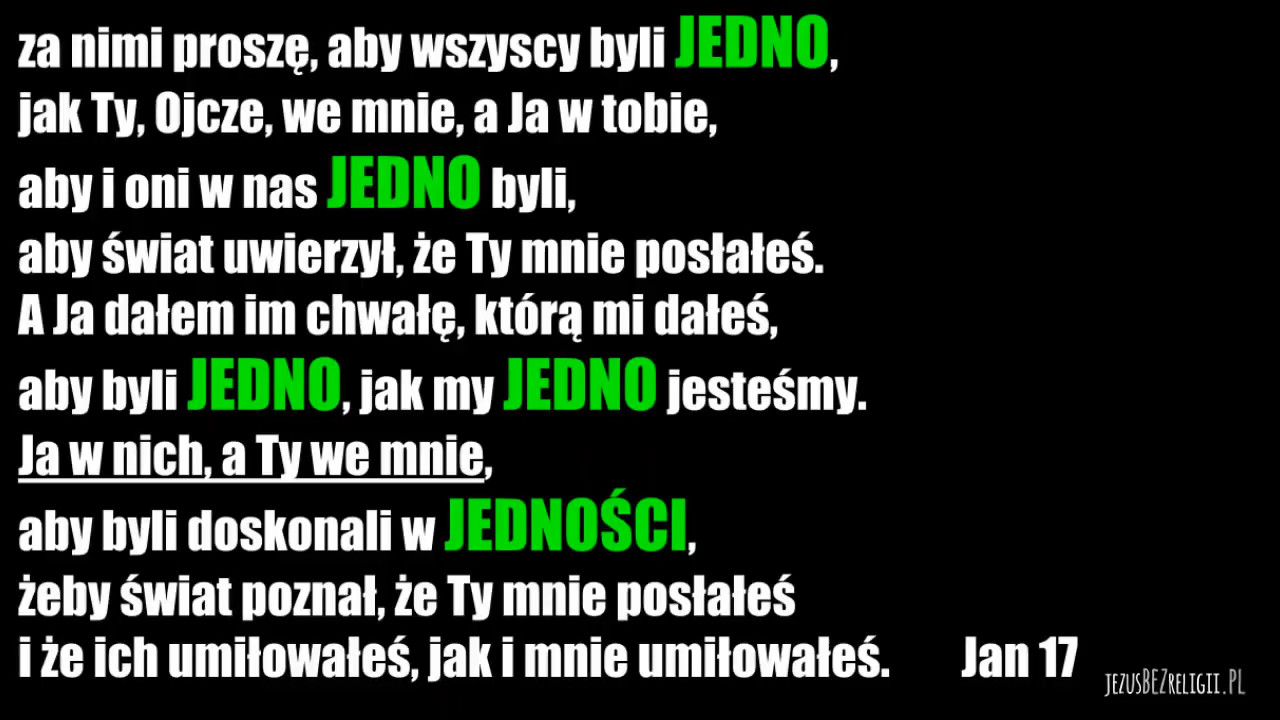 za nimi proszę, aby wszyscy byli JEDNO,
jak Ty, Ojcze, we mnie, a Ja w tobie,
aby i oni w nas JEDNO byli,
aby świat uwierzył, że Ty mnie posłałeś.
A Ja dałem im chwałę, którą mi dałeś,
aby byli JEDNO, jak my JEDNO jesteśmy.
Ja w nich, a Ty we mnie,
aby byli doskonali w JEDNOŚCI,
żeby świat poznał, że Ty mnie posłałeś
i że ich umiłowałeś, jak i mnie umiłowałeś. Jan 17
JEZUSBEZRELIGII.PL